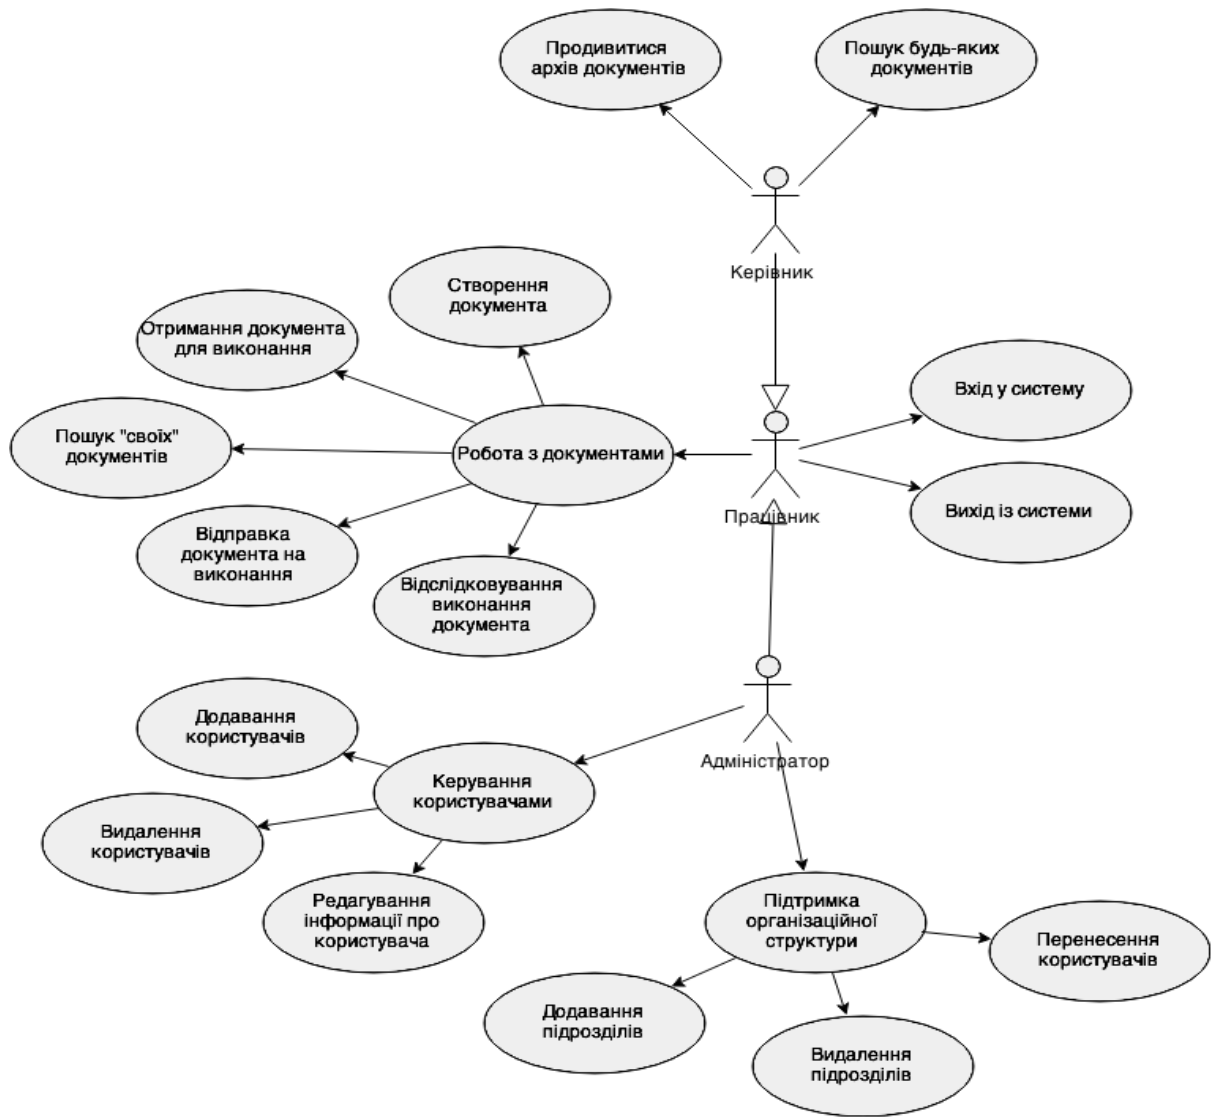 Продивитися
архів документів
Пошук будь-яких
документів
Керівник
Створення
документа
Отримання документа
для виконання
Вхід у систему
Пошук "своїх"
документів
Робота з документами
Вихід із системи
Працівник
Відправка
документа на
виконання
Відслідковування
виконання
документа
Додавання
користувачів
Адміністратор
Керування
користувачами
Видалення
користувачів
Редагування
інформації про
користувача
Підтримка
організаційної
структури
Перенесення
користувачів
Додавання
підрозділів
Видалення
підрозділів